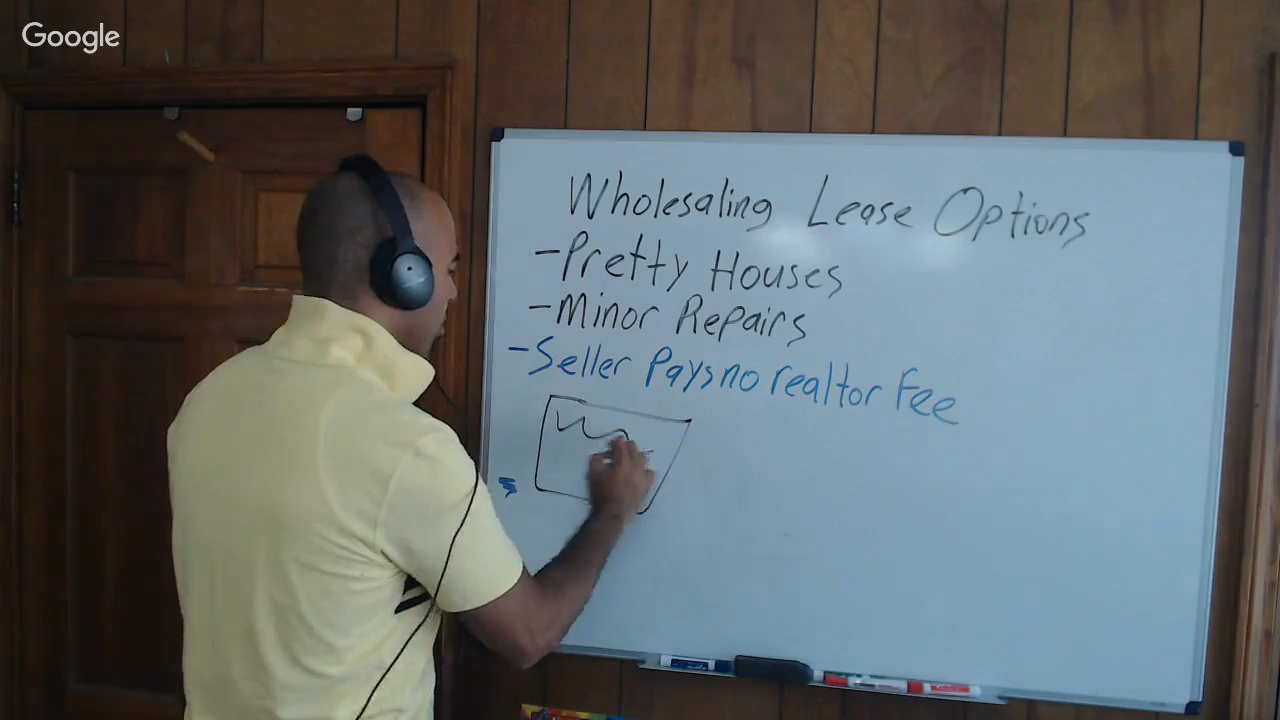 Google
Wholesaling Lease Options
-Pretty Houses
-Minor Repairs
-Seller Pays no realtor Fee